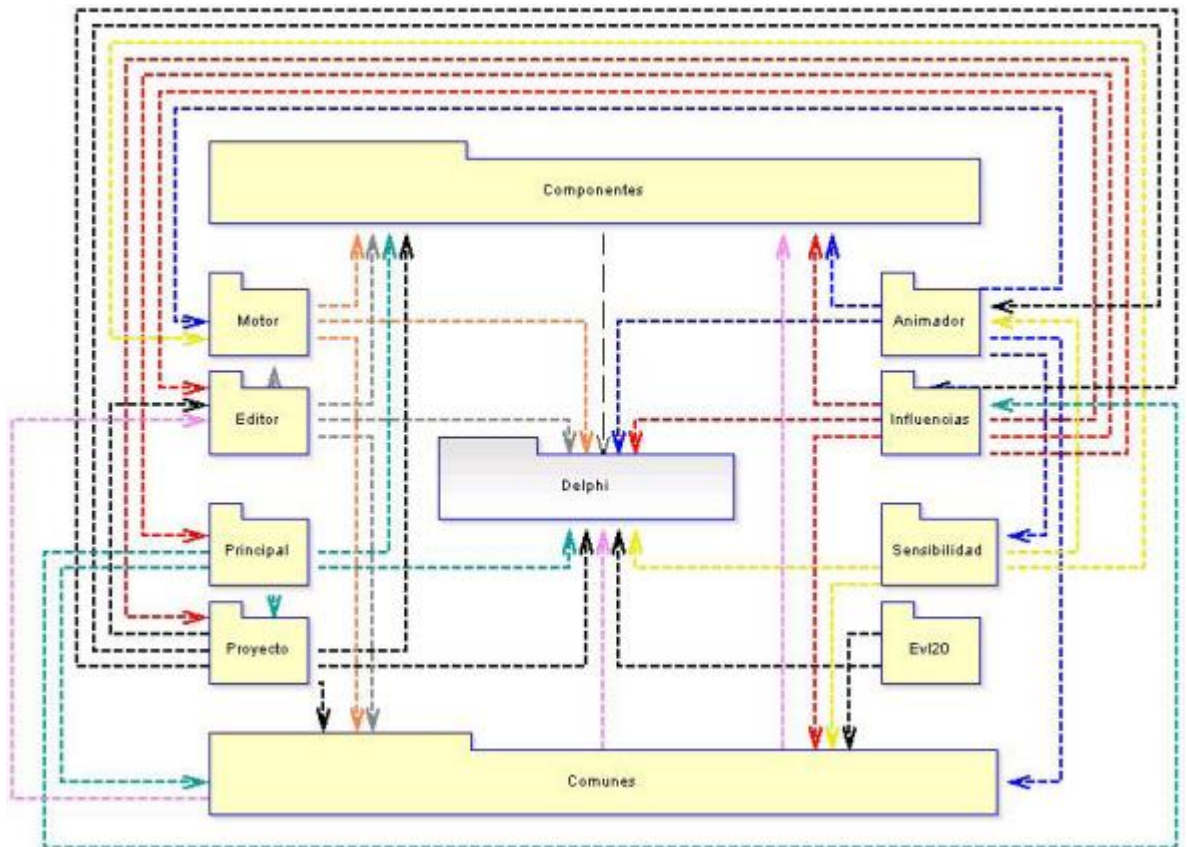 Componentes
Motor
Animador
Editor
Influencias
Delphi
Principal
Sensibilidad
Proyecto
Evl20
Comunes